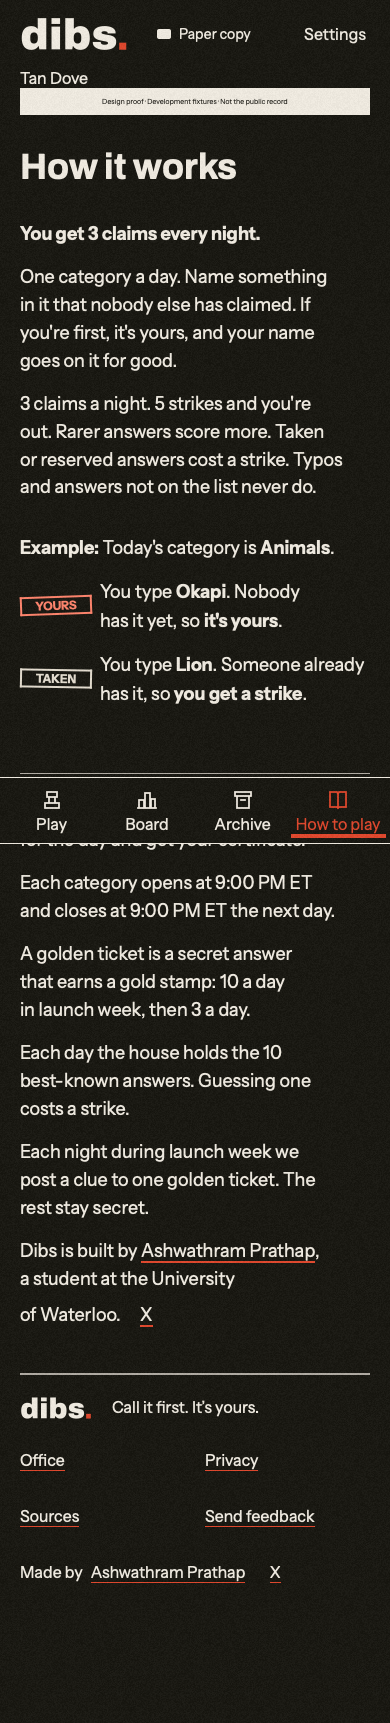 dibs.
Paper copy
Settings
Tan Dove
Design proof · Development fixtures · Not the public record
How it works
You get 3 claims every night.
One category a day. Name something
in it that nobody else has claimed. If
you're first, it's yours, and your name
goes on it for good.
3 claims a night. 5 strikes and you're
out. Rarer answers score more. Taken
or reserved answers cost a strike. Typos
and answers not on the list never do.
Example: Today's category is Animals.
YOURS
You type Okapi. Nobody
has it yet, so it's yours.
TAKEN
You type Lion. Someone already
has it, so you get a strike.
Play
Board
Archive
How to play
for the day and get your certificate.
Each category opens at 9:00 PM ET
and closes at 9:00 PM ET the next day.
A golden ticket is a secret answer
that earns a gold stamp: 10 a day
in launch week, then 3 a day.
Each day the house holds the 10
best-known answers. Guessing one
costs a strike.
Each night during launch week we
post a clue to one golden ticket. The
rest stay secret.
Dibs is built by Ashwathram Prathap,
a student at the University
of Waterloo. X
dibs.
Call it first. It's yours.
Office
Privacy
Sources
Send feedback
Made by Ashwathram Prathap X